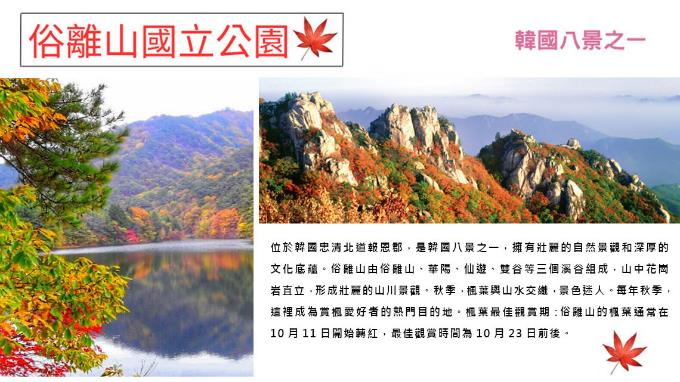 俗離山國立公園
韓國八景之一
位於韓國忠清北道報恩郡，是韓國八景之一，擁有壯麗的自然景觀和深厚的
文化底蘊。俗離山由俗離山、華陽、仙遊、雙谷等三個溪谷組成，山中花崗
岩直立，形成壯麗的山川景觀。秋季，楓葉與山水交織，景色迷人。每年秋季，
這裡成為賞楓愛好者的熱門目的地。楓葉最佳觀賞期：俗離山的楓葉通常在
10 月 11 日開始轉紅，最佳觀賞時間為 10 月 23 日前後。